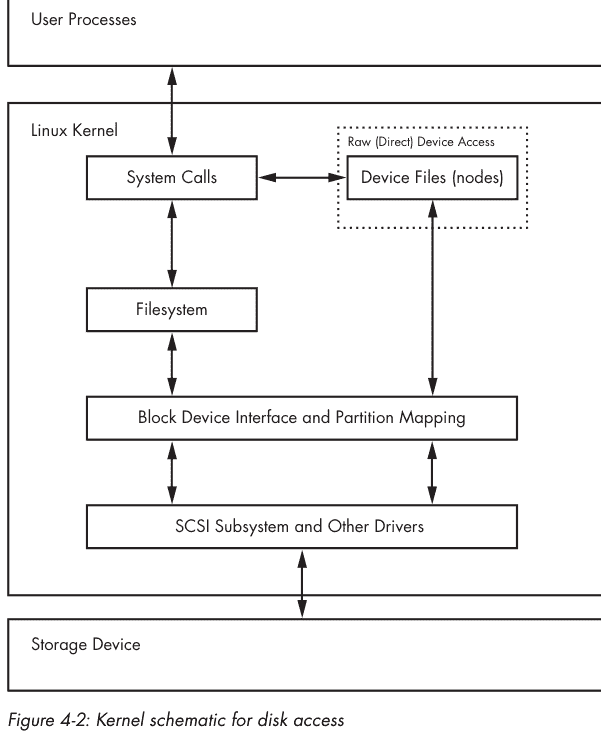 User Processes
Linux Kernel
Raw (Direct) Device Access
System Calls
Device Files (nodes)
Filesystem
Block Device Interface and Partition Mapping
SCSI Subsystem and Other Drivers
Storage Device
Figure 4-2: Kernel schematic for disk access